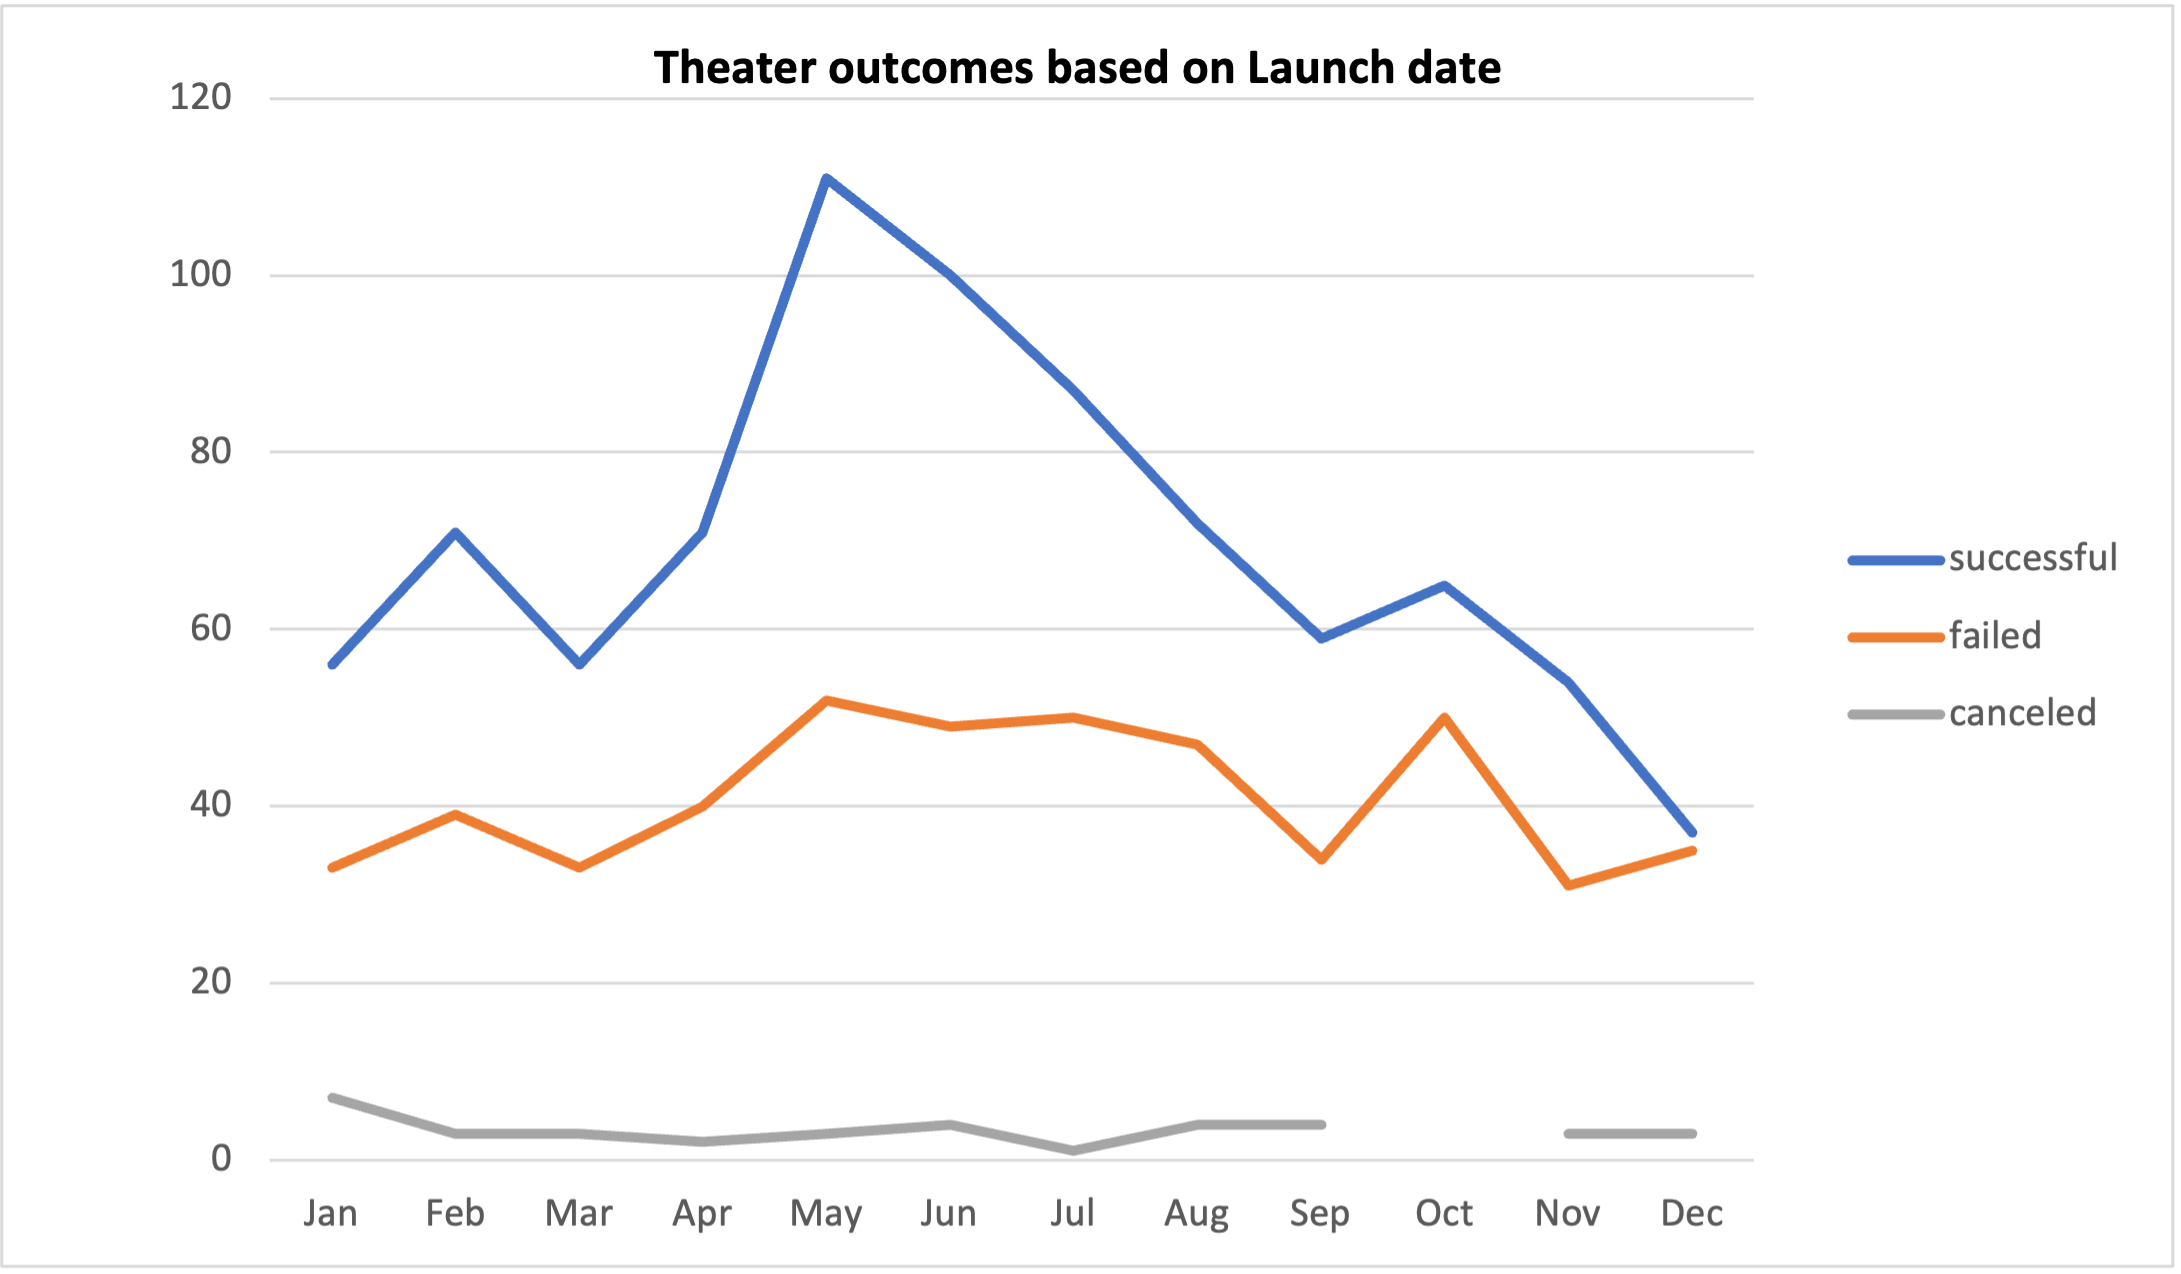 Theater outcomes based on Launch date
120
100
80
60
40
20
0
Jan Feb Mar Apr May Jun Jul Aug Sep Oct Nov Dec
successful
failed
canceled